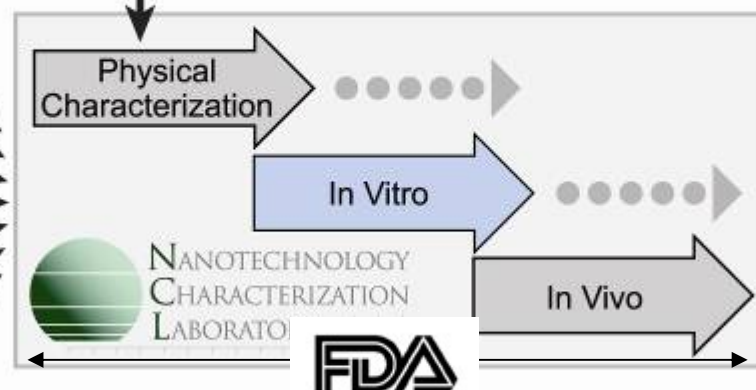 Physical
Characterization
In Vitro
NANOTECHNOLOGY
CHARACTERIZATION
In Vivo
FDA